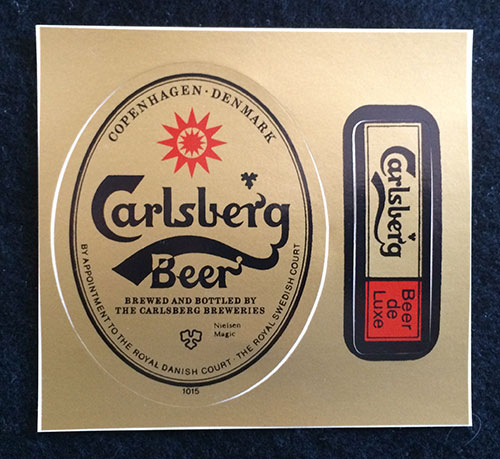 COPENHAGEN · DENMARK
Carlsberg
Beer
BREWED AND BOTTLED BY
THE CARLSBERG BREWERIES
Nielsen
Magic
BY APPOINTMENT TO THE ROYAL DANISH COURT · THE ROYAL SWEDISH COURT
1015
Carlsberg
Beer
de
Luxe